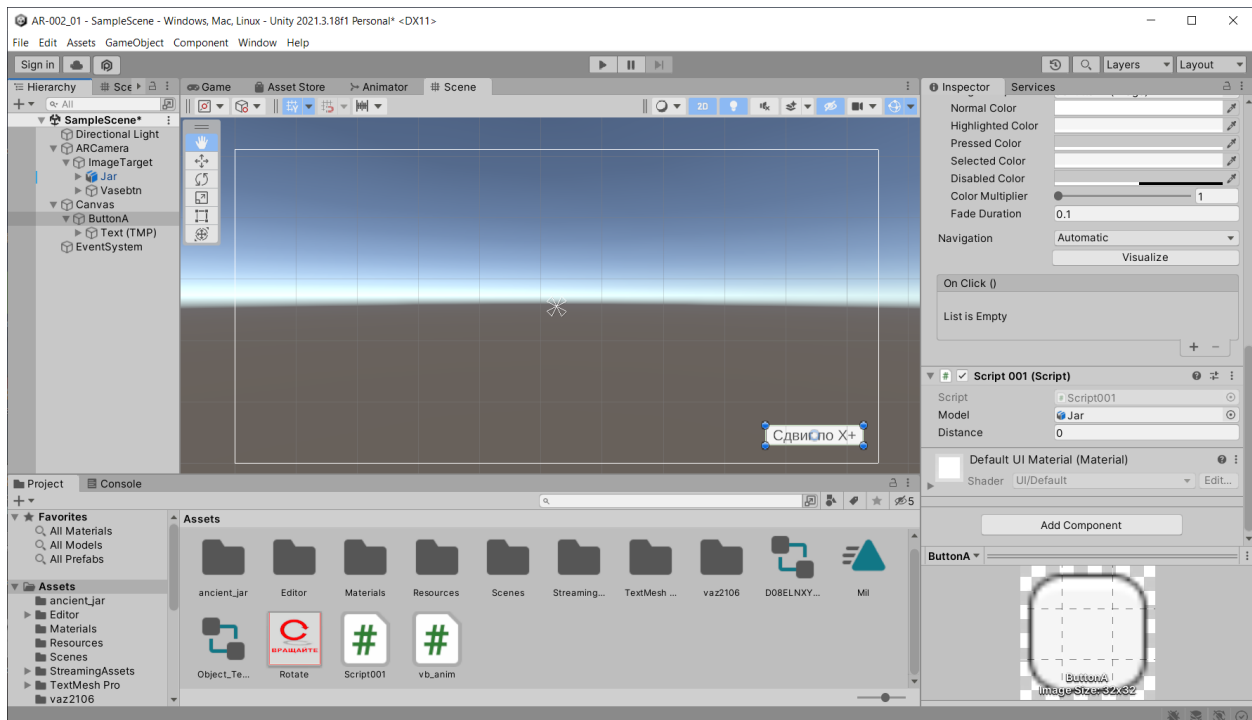 AR-002_01 - SampleScene - Windows, Mac, Linux - Unity 2021.3.18f1 Personal* <DX11>
File Edit Assets GameObject Component Window Help
Sign in
Layers
Layout
Hierarchy
Sce
Game
Asset Store
Animator
Scene
Inspector
Services
All
2D
SampleScene*
Directional Light
ARCamera
ImageTarget
Jar
Vasebtn
Canvas
ButtonA
Text (TMP)
EventSystem
Сдвиг по X+
Normal Color
Highlighted Color
Pressed Color
Selected Color
Disabled Color
Color Multiplier
1
Fade Duration
0.1
Navigation
Automatic
Visualize
On Click ()
List is Empty
Script 001 (Script)
Script
Script001
Model
Jar
Distance
0
Default UI Material (Material)
Shader
UI/Default
Edit...
Add Component
ButtonA
ButtonA
Image Size: 32x32
Project
Console
5
Favorites
All Materials
All Models
All Prefabs
Assets
ancient_jar
Editor
Materials
Resources
Scenes
StreamingAssets
TextMesh Pro
vaz2106
Assets
ancient_jar
Editor
Materials
Resources
Scenes
Streaming...
TextMesh ...
vaz2106
D08ELNXY...
Mil
Object_Te...
С
ВРАЩАЙТЕ
Rotate
Script001
vb_anim